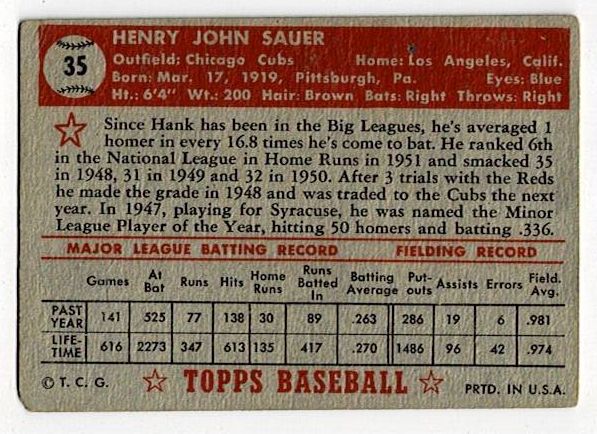 35
HENRY JOHN SAUER
Outfield: Chicago Cubs Home: Los Angeles, Calif.
Born: Mar. 17, 1919, Pittsburgh, Pa. Eyes: Blue
Ht.: 6'4" Wt.: 200 Hair: Brown Bats: Right Throws: Right
Since Hank has been in the Big Leagues, he's averaged 1
homer in every 16.8 times he's come to bat. He ranked 6th
in the National League in Home Runs in 1951 and smacked 35
in 1948, 31 in 1949 and 32 in 1950. After 3 trials with the Reds
he made the grade in 1948 and was traded to the Cubs the next
year. In 1947, playing for Syracuse, he was named the Minor
League Player of the Year, hitting 50 homers and batting .336.
MAJOR LEAGUE BATTING RECORD FIELDING RECORD
Games At Bat Runs Hits Home Runs Runs Batted In Batting Average Put-outs Assists Errors Field. Avg.
PAST YEAR 141 525 77 138 30 89 .263 286 19 6 .981
LIFE-TIME 616 2273 347 613 135 417 .270 1486 96 42 .974
© T. C. G. TOPPS BASEBALL PRTD. IN U.S.A.